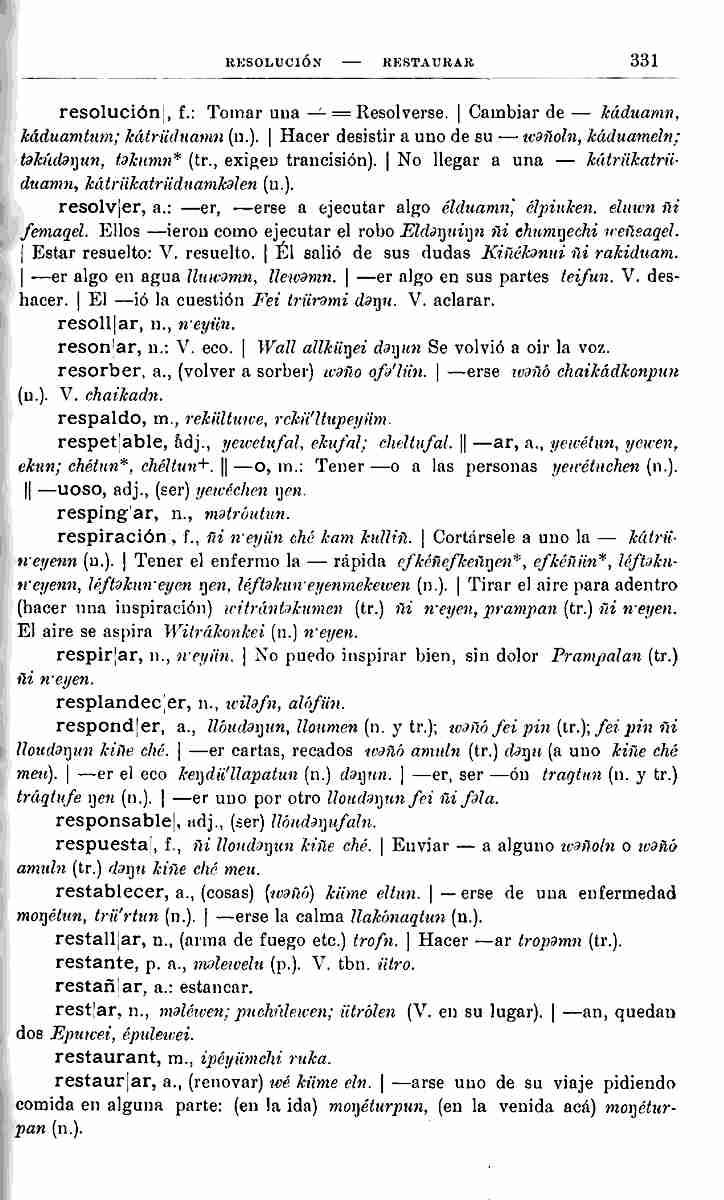 RESOLUCIÓN — RESTAURAR 331
resolución|, f.: Tomar una — = Resolverse. | Cambiar de — káduamn,
káduamtum; kátrüduamn (n.). | Hacer desistir a uno de su — wəñoln, káduameln;
təkúdəŋun, təkumn* (tr., exigen trancisión). | No llegar a una — kátrükatrü-
duamn, kátrükatrüduamkəlen (n.).
resolv|er, a.: —er, —erse a ejecutar algo élduamn, élpiuken. eluwn ñi
femaqel. Ellos —ieron como ejecutar el robo Eldəŋuiŋn ñi chumŋechi weñeaqel.
| Estar resuelto: V. resuelto. | Él salió de sus dudas Kiñékənui ñi rakiduam.
| —er algo en agua lluwəmn, llewəmn. | —er algo en sus partes teifun. V. des-
hacer. | El —ió la cuestión Fei trürəmi dəŋu. V. aclarar.
resoll|ar, n., n·eyün.
reson|ar, n.: V. eco. | Wall allküŋei dəŋun Se volvió a oir la voz.
resorber, a., (volver a sorber) wəño ofə'lün. | —erse wəñó chaikádkonpun
(n.). V. chaikadn.
respaldo, m., rekültuwe, rekü'ltupeyüm.
respet|able, adj., yewetufal, ekufal; cheltufal. || —ar, a., yewétun, yewen,
ekun; chétun*, chéltun+. || —o, m.: Tener —o a las personas yewétuchen (n.).
|| —uoso, adj., (ser) yewéchen ŋen.
resping|ar, n., mətróutun.
respiración, f., ñi n·eyün ché kam kulliñ. | Cortársele a uno la — kátrü-
n·eyenn (n.). | Tener el enfermo la — rápida efkéñefkeñŋen*, efkéñün*, léftəku-
n·eyenn, léftəkun·eyen ŋen, léftəkun·eyenmekewen (n.). | Tirar el aire para adentro
(hacer una inspiración) witrántəkumen (tr.) ñi n·eyen, prampan (tr.) ñi n·eyen.
El aire se aspira Witrákonkei (n.) n·eyen.
respir|ar, n., n·eyün. | No puedo inspirar bien, sin dolor Prampalan (tr.)
ñi n·eyen.
resplandec|er, n., wiləfn, alófün.
respond|er, a., llóudəŋun, lloumen (n. y tr.); wəñó fei pin (tr.); fei pin ñi
lloudəŋun kiñe ché. | —er cartas, recados wəñó amuln (tr.) dəŋu (a uno kiñe ché
meu). | —er el eco keŋdü'llapatun (n.) dəŋun. | —er, ser —ón traqtun (n. y tr.)
tráqtufe ŋen (n.). | —er uno por otro lloudəŋun fei ñi fəla.
responsable|, adj., (ser) llóudəŋufaln.
respuesta|, f., ñi lloudəŋun kiñe ché. | Enviar — a alguno wəñoln o wəñó
amuln (tr.) dəŋu kiñe ché meu.
restablecer, a., (cosas) (wəñó) küme eltun. | —erse de una enfermedad
moŋétun, trü'rtun (n.). | —erse la calma llakónaqtun (n.).
restall|ar, n., (arma de fuego etc.) trofn. | Hacer —ar tropəmn (tr.).
restante, p. a., məlewelu (p.). V. tbn. ütro.
restañ|ar, a.: estancar.
rest|ar, n., məléwen; puchúlewen; ütrólen (V. en su lugar). | —an, quedan
dos Epuwei, épulewei.
restaurant, m., ipéyümchi ruka.
restaur|ar, a., (renovar) wé küme eln. | —arse uno de su viaje pidiendo
comida en alguna parte: (en la ida) moŋéturpun, (en la venida acá) moŋétur-
pan (n.).